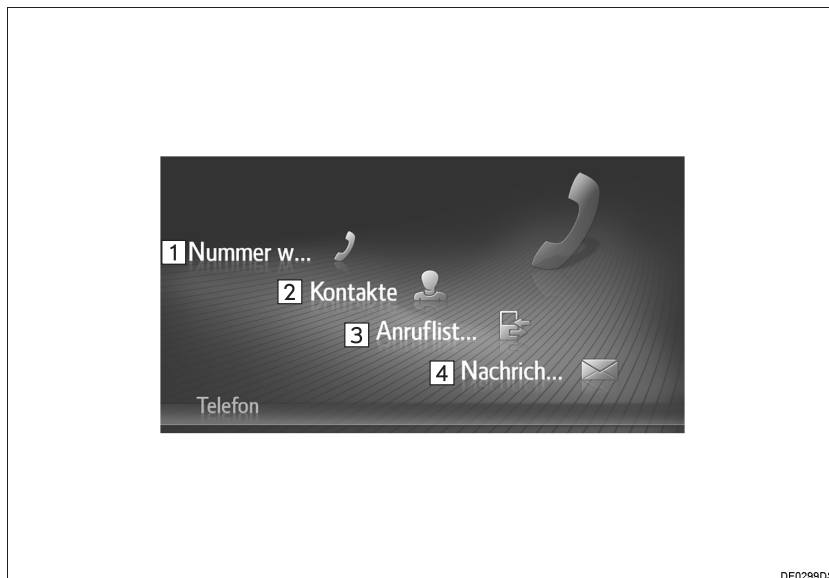 1 Nummer w...
2 Kontakte
3 Anruflist...
4 Nachrich...
Telefon